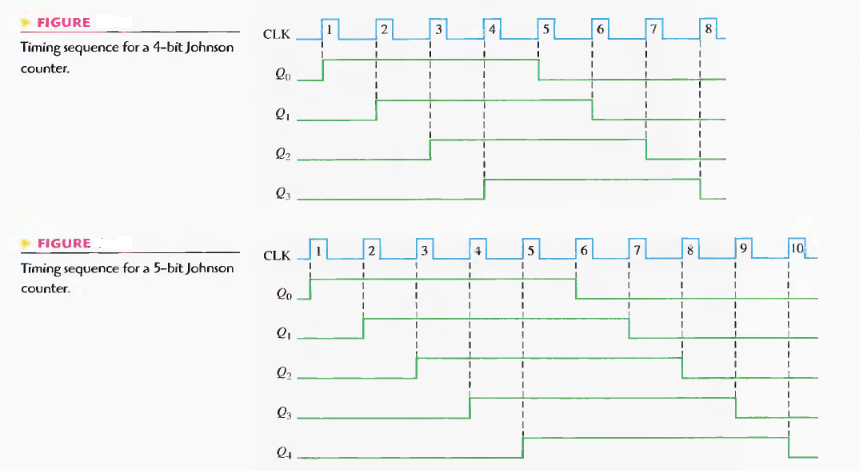 FIGURE
Timing sequence for a 4-bit Johnson
counter.
CLK 1 2 3 4 5 6 7 8
Q0
Q1
Q2
Q3
FIGURE
Timing sequence for a 5-bit Johnson
counter.
CLK 1 2 3 4 5 6 7 8 9 10
Q0
Q1
Q2
Q3
Q4